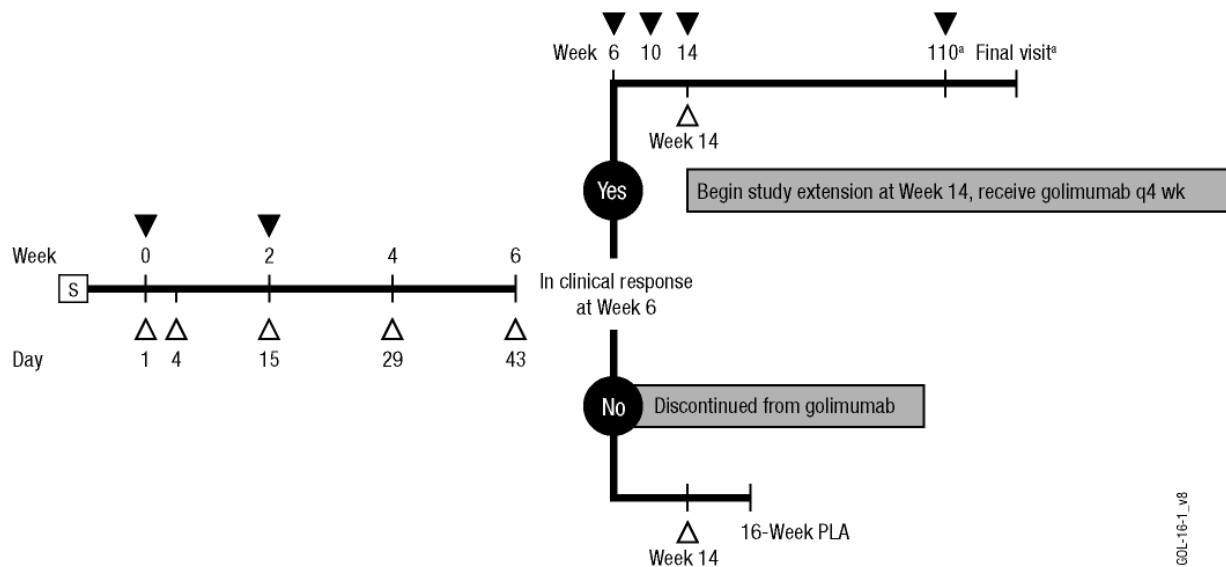 Week 6 10 14 110ª Final visitª
Week 14
Yes
Begin study extension at Week 14, receive golimumab q4 wk
Week 0 2 4 6
S
In clinical response
at Week 6
Day 1 4 15 29 43
No
Discontinued from golimumab
16-Week PLA
Week 14
GOL-16-1_v8